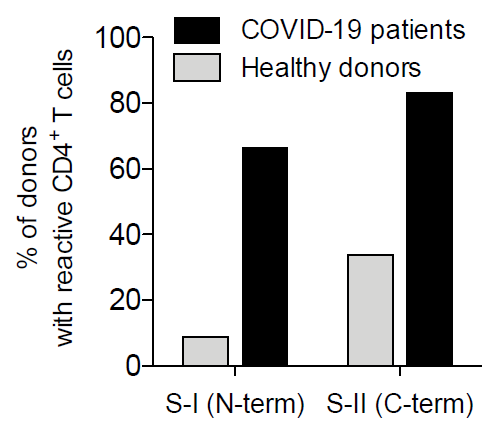 COVID-19 patients
Healthy donors
% of donors
with reactive CD4⁺ T cells
100
80
60
40
20
0
S-I (N-term)
S-II (C-term)